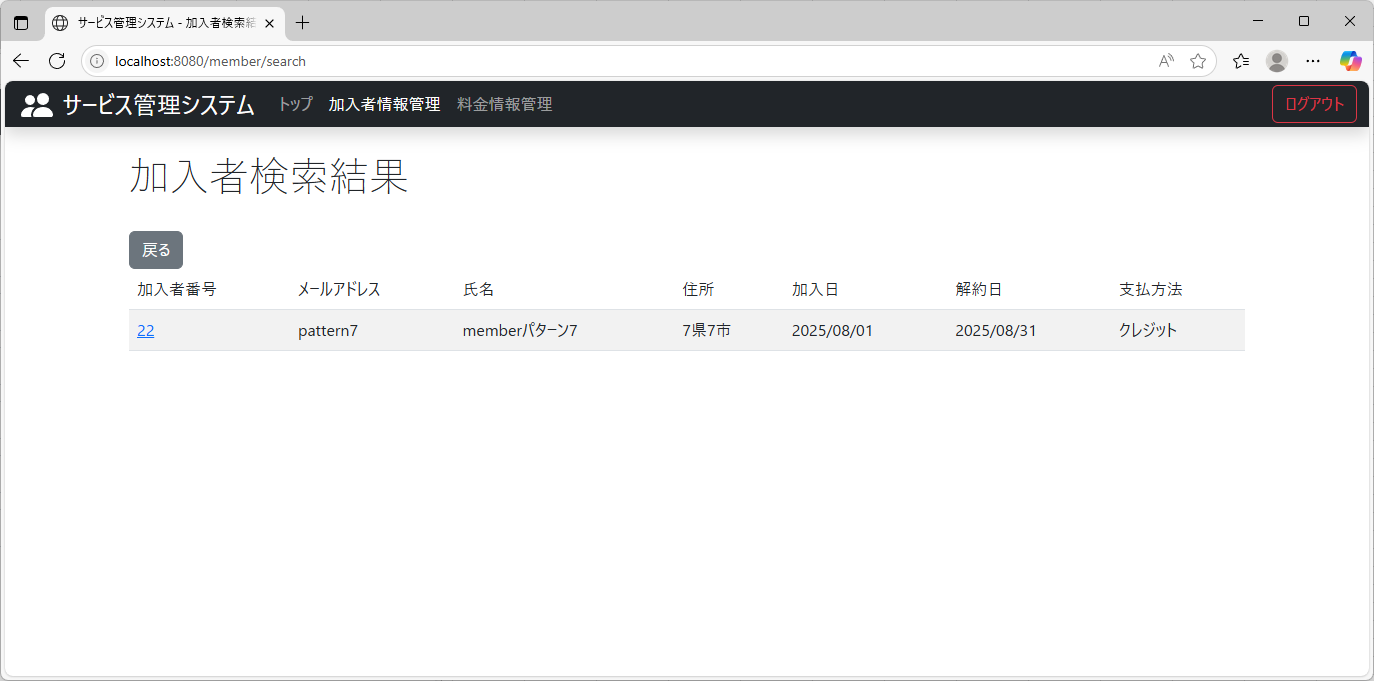 サービス管理システム - 加入者検索結
localhost:8080/member/search
サービス管理システム トップ 加入者情報管理 料金情報管理 ログアウト
加入者検索結果
戻る
加入者番号 メールアドレス 氏名 住所 加入日 解約日 支払方法
22 pattern7 memberパターン7 7県7市 2025/08/01 2025/08/31 クレジット